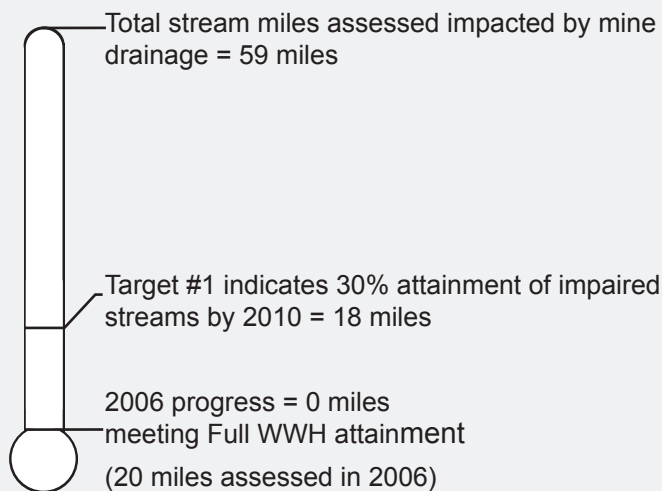 Total stream miles assessed impacted by mine
drainage = 59 miles
Target #1 indicates 30% attainment of impaired
streams by 2010 = 18 miles
2006 progress = 0 miles
meeting Full WWH attainment
(20 miles assessed in 2006)